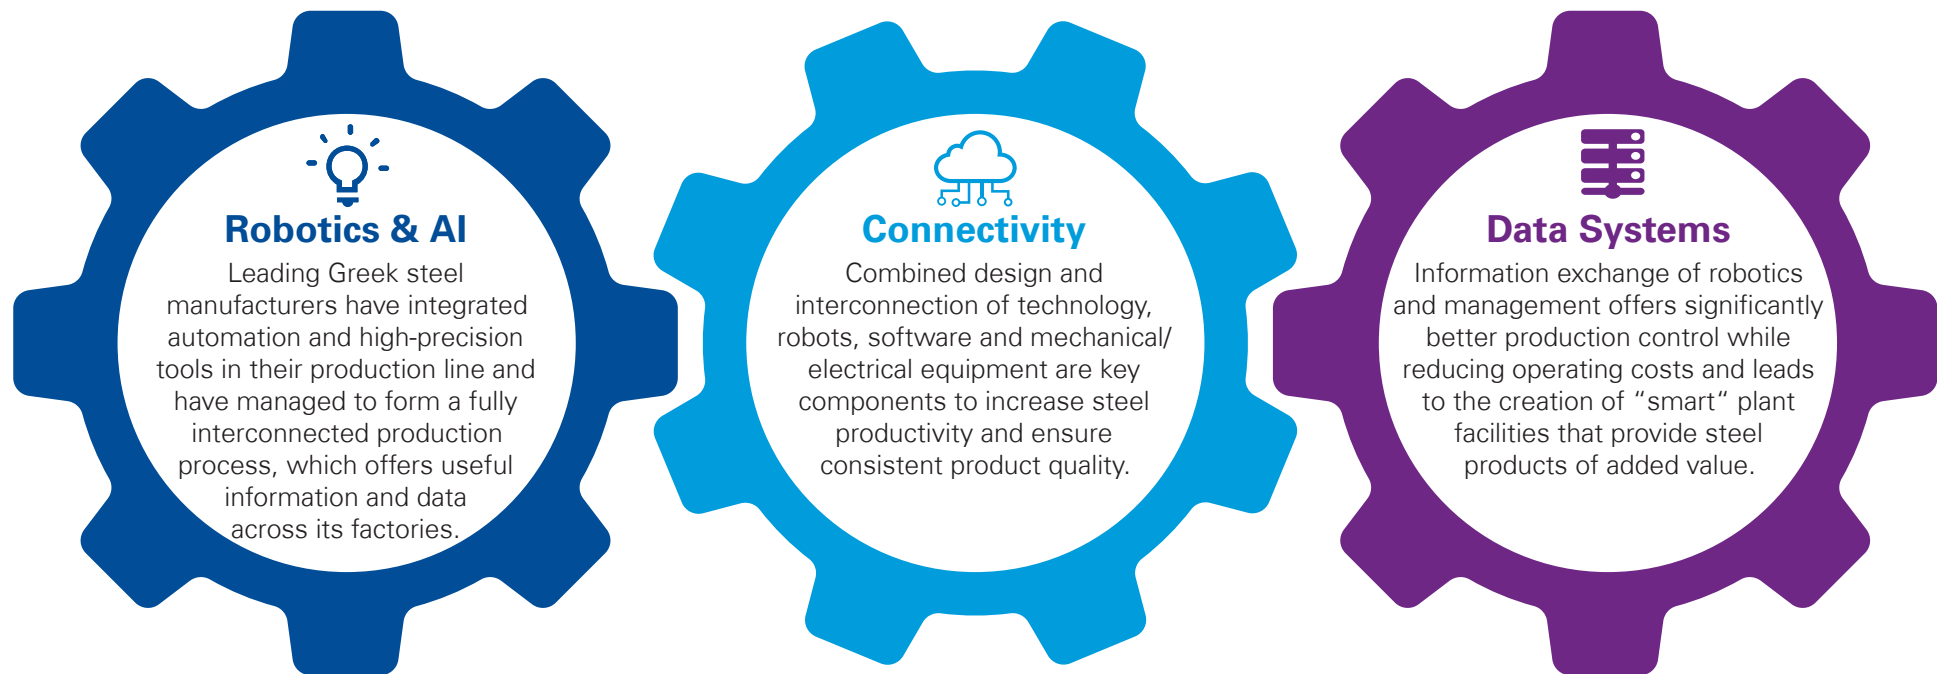 Robotics & AI
Leading Greek steel
manufacturers have integrated
automation and high-precision
tools in their production line and
have managed to form a fully
interconnected production
process, which offers useful
information and data
across its factories.
Connectivity
Combined design and
interconnection of technology,
robots, software and mechanical/
electrical equipment are key
components to increase steel
productivity and ensure
consistent product quality.
Data Systems
Information exchange of robotics
and management offers significantly
better production control while
reducing operating costs and leads
to the creation of “smart“ plant
facilities that provide steel
products of added value.